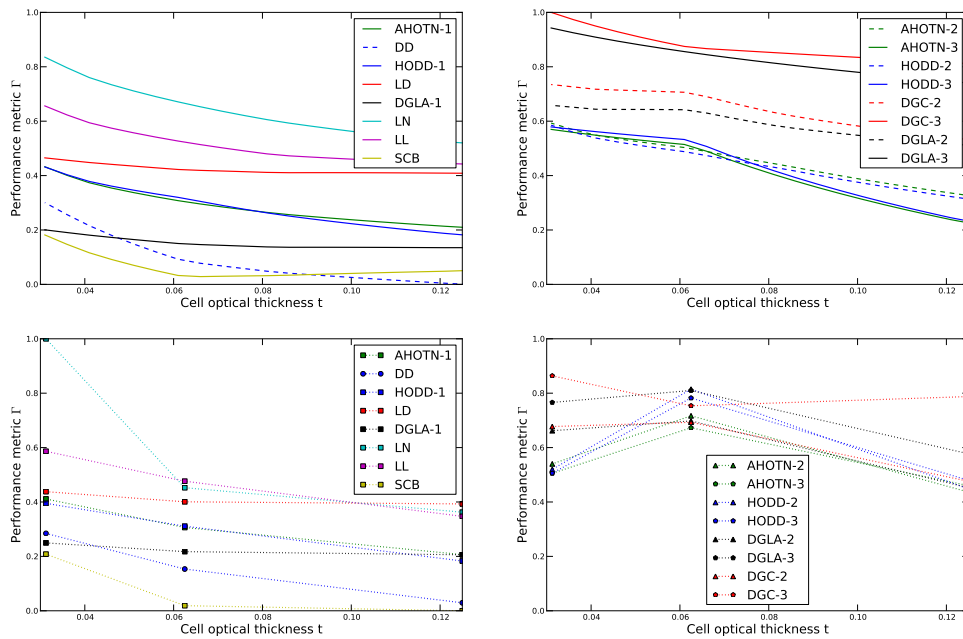 1.0
0.8
0.6
0.4
0.2
0.0
Performance metric Γ
0.04
0.06
0.08
0.10
0.12
Cell optical thickness t
AHOTN-1
DD
HODD-1
LD
DGLA-1
LN
LL
SCB
1.0
0.8
0.6
0.4
0.2
0.0
Performance metric Γ
0.04
0.06
0.08
0.10
0.12
Cell optical thickness t
AHOTN-2
AHOTN-3
HODD-2
HODD-3
DGC-2
DGC-3
DGLA-2
DGLA-3
1.0
0.8
0.6
0.4
0.2
0.0
Performance metric Γ
0.04
0.06
0.08
0.10
0.12
Cell optical thickness t
AHOTN-1
DD
HODD-1
LD
DGLA-1
LN
LL
SCB
1.0
0.8
0.6
0.4
0.2
0.0
Performance metric Γ
0.04
0.06
0.08
0.10
0.12
Cell optical thickness t
AHOTN-2
AHOTN-3
HODD-2
HODD-3
DGLA-2
DGLA-3
DGC-2
DGC-3